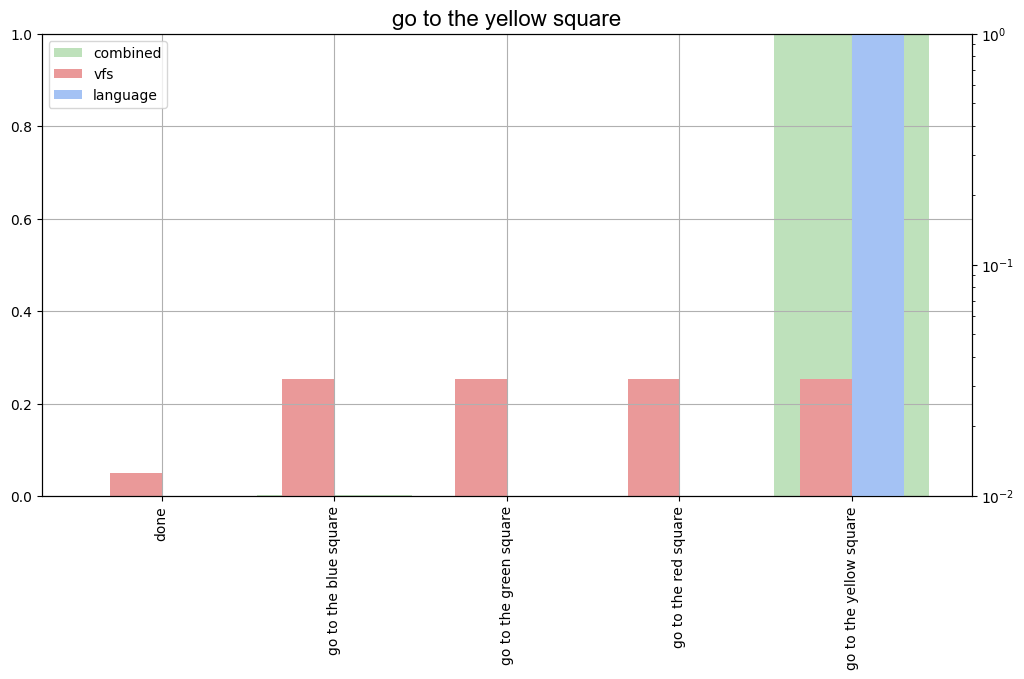 go to the yellow square
combined
vfs
language
1.0
0.8
0.6
0.4
0.2
0.0
10^0
10^-1
10^-2
done
go to the blue square
go to the green square
go to the red square
go to the yellow square